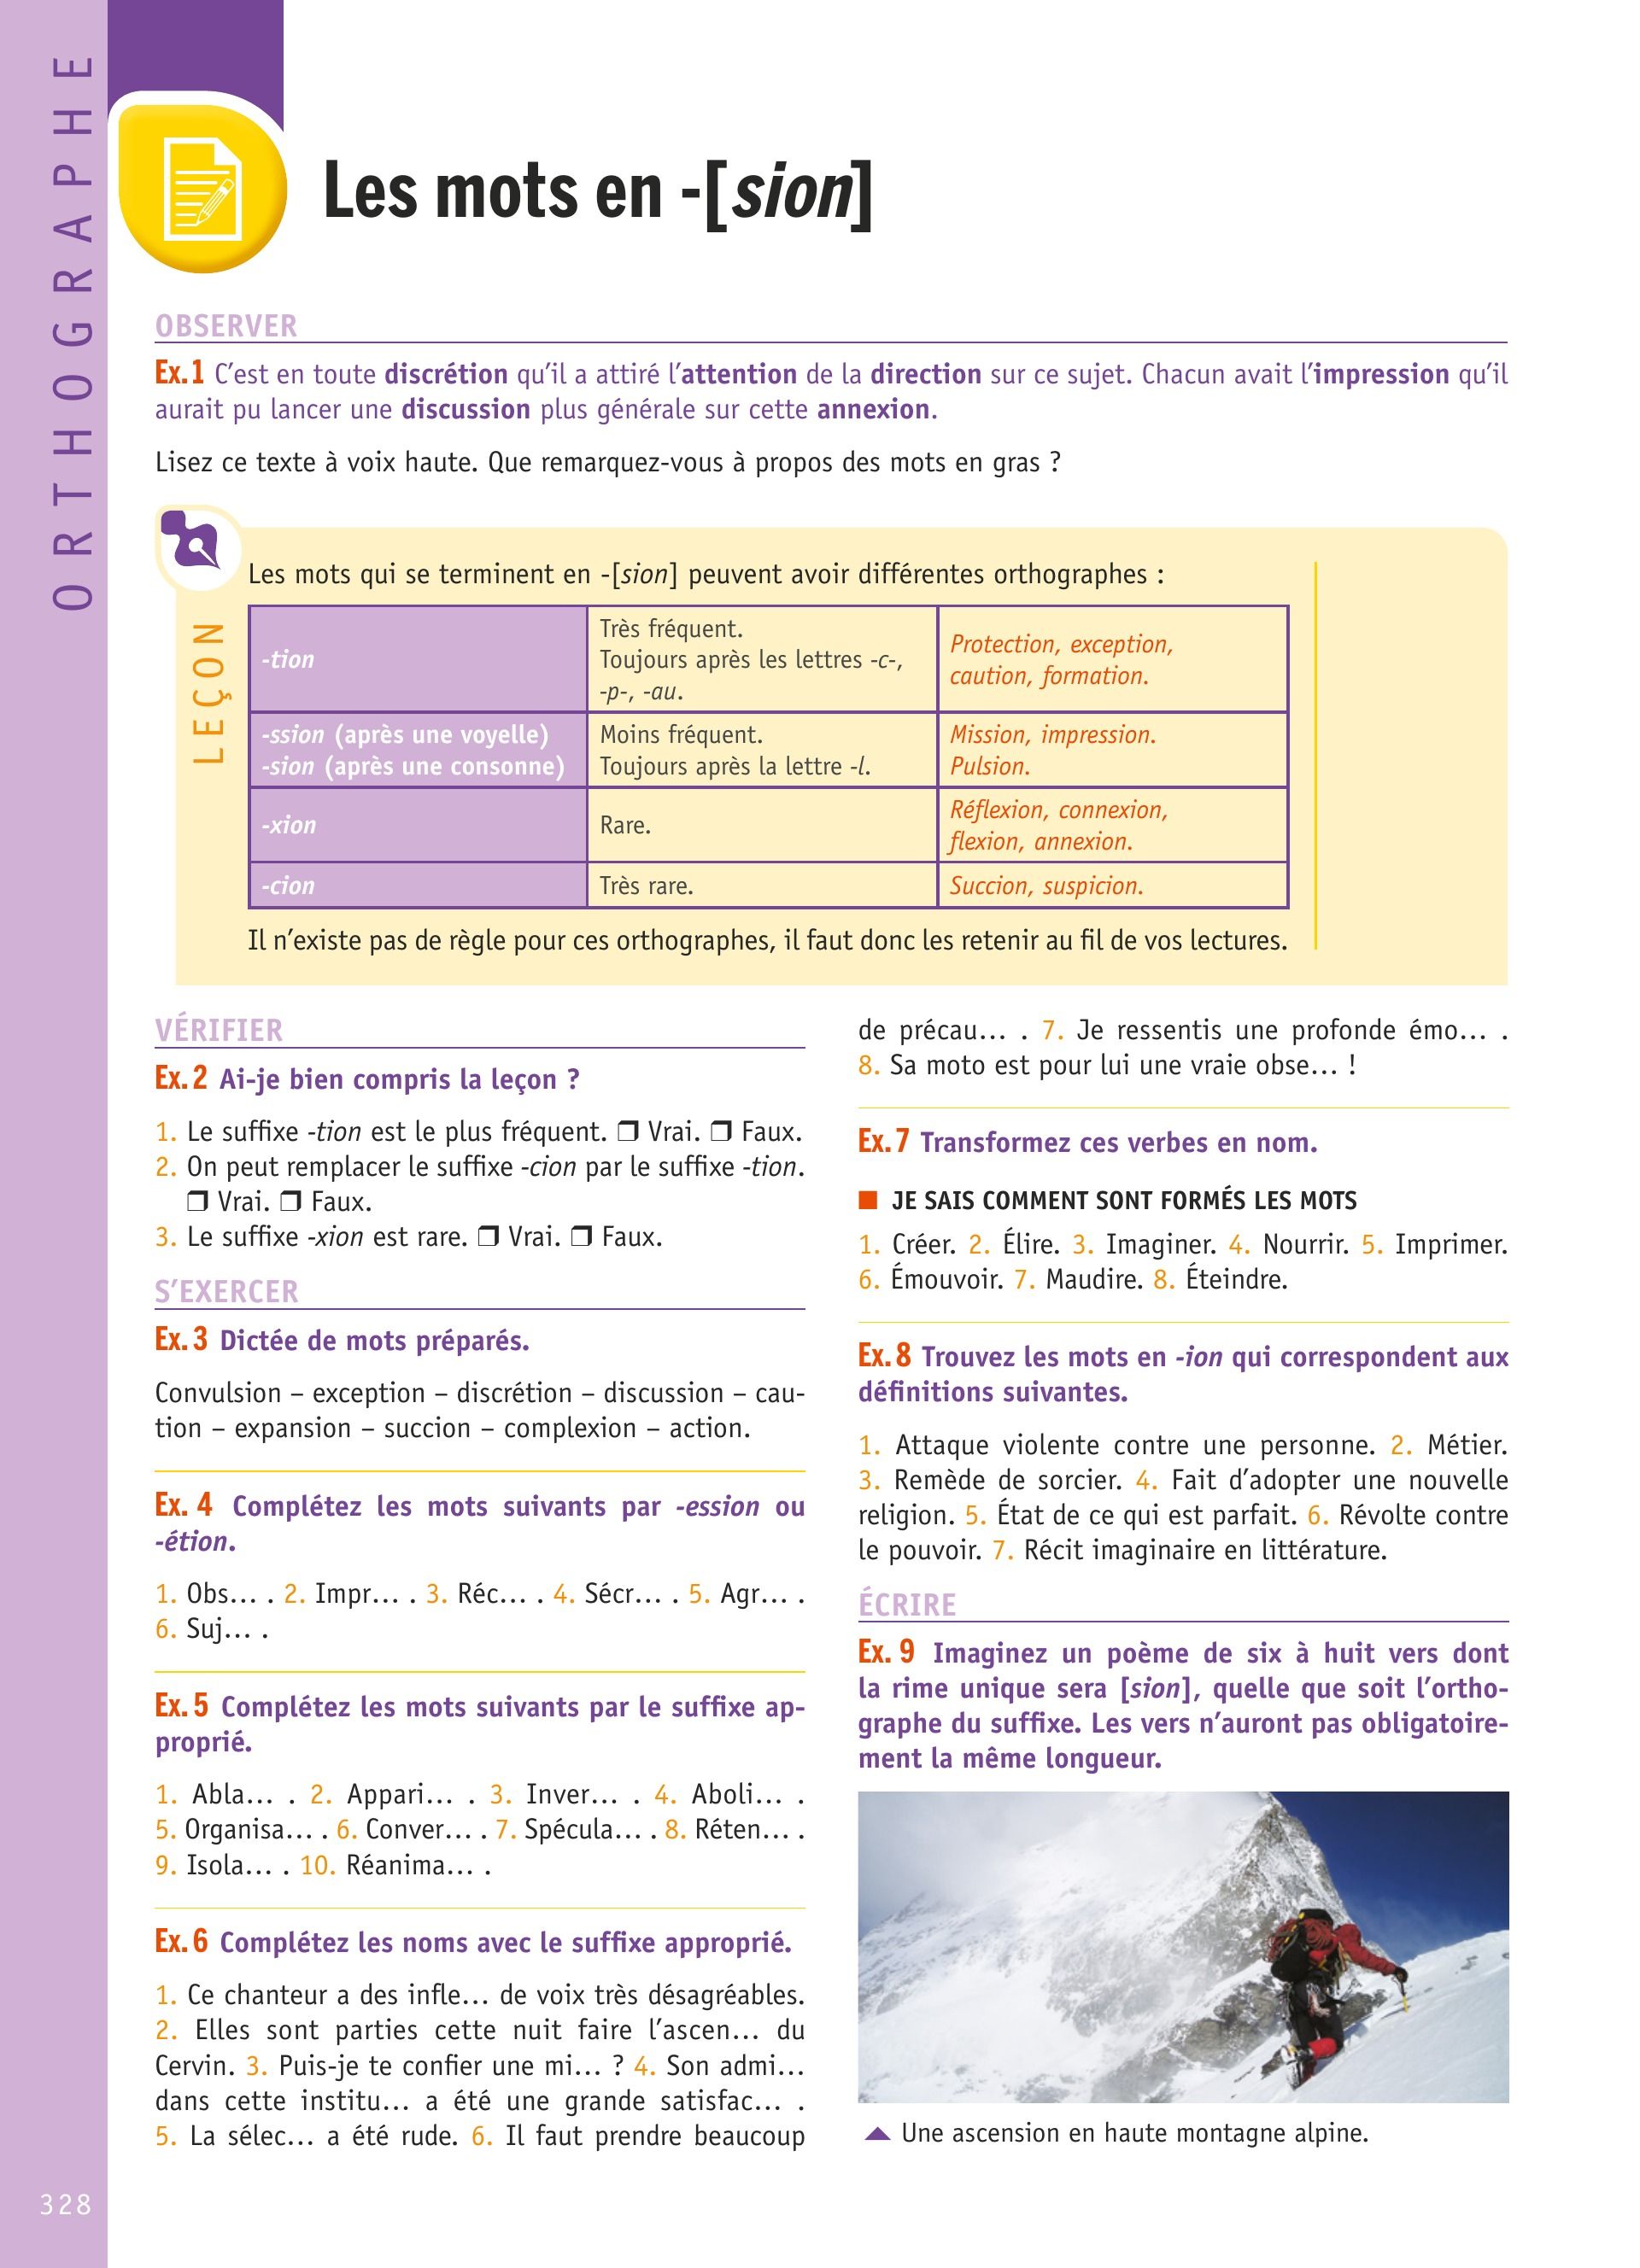 ORTHOGRAPHE
Les mots en -[sion]
OBSERVER
Ex. 1 C’est en toute discrétion qu’il a attiré l’attention de la direction sur ce sujet. Chacun avait l’impression qu’il
aurait pu lancer une discussion plus générale sur cette annexion.
Lisez ce texte à voix haute. Que remarquez-vous à propos des mots en gras ?
LEÇON
Les mots qui se terminent en -[sion] peuvent avoir différentes orthographes :
-tion
Très fréquent.
Toujours après les lettres -c-,
-p-, -au.
Protection, exception,
caution, formation.
-ssion (après une voyelle)
-sion (après une consonne)
Moins fréquent.
Toujours après la lettre -l.
Mission, impression.
Pulsion.
-xion
Rare.
Réflexion, connexion,
flexion, annexion.
-cion
Très rare.
Succion, suspicion.
Il n’existe pas de règle pour ces orthographes, il faut donc les retenir au fil de vos lectures.
VÉRIFIER
Ex. 2 Ai-je bien compris la leçon ?
1. Le suffixe -tion est le plus fréquent. ❒ Vrai. ❒ Faux.
2. On peut remplacer le suffixe -cion par le suffixe -tion.
❒ Vrai. ❒ Faux.
3. Le suffixe -xion est rare. ❒ Vrai. ❒ Faux.
S’EXERCER
Ex. 3 Dictée de mots préparés.
Convulsion – exception – discrétion – discussion – cau-
tion – expansion – succion – complexion – action.
Ex. 4 Complétez les mots suivants par -ession ou
-étion.
1. Obs… . 2. Impr… . 3. Réc… . 4. Sécr… . 5. Agr… .
6. Suj… .
Ex. 5 Complétez les mots suivants par le suffixe ap-
proprié.
1. Abla… . 2. Appari… . 3. Inver… . 4. Aboli… .
5. Organisa… . 6. Conver… . 7. Spécula… . 8. Réten… .
9. Isola… . 10. Réanima… .
Ex. 6 Complétez les noms avec le suffixe approprié.
1. Ce chanteur a des infle… de voix très désagréables.
2. Elles sont parties cette nuit faire l’ascen… du
Cervin. 3. Puis-je te confier une mi… ? 4. Son admi…
dans cette institu… a été une grande satisfac… .
5. La sélec… a été rude. 6. Il faut prendre beaucoup
de précau… . 7. Je ressentis une profonde émo… .
8. Sa moto est pour lui une vraie obse… !
Ex. 7 Transformez ces verbes en nom.
■ JE SAIS COMMENT SONT FORMÉS LES MOTS
1. Créer. 2. Élire. 3. Imaginer. 4. Nourrir. 5. Imprimer.
6. Émouvoir. 7. Maudire. 8. Éteindre.
Ex. 8 Trouvez les mots en -ion qui correspondent aux
définitions suivantes.
1. Attaque violente contre une personne. 2. Métier.
3. Remède de sorcier. 4. Fait d’adopter une nouvelle
religion. 5. État de ce qui est parfait. 6. Révolte contre
le pouvoir. 7. Récit imaginaire en littérature.
ÉCRIRE
Ex. 9 Imaginez un poème de six à huit vers dont
la rime unique sera [sion], quelle que soit l’ortho-
graphe du suffixe. Les vers n’auront pas obligatoire-
ment la même longueur.
▲ Une ascension en haute montagne alpine.
328